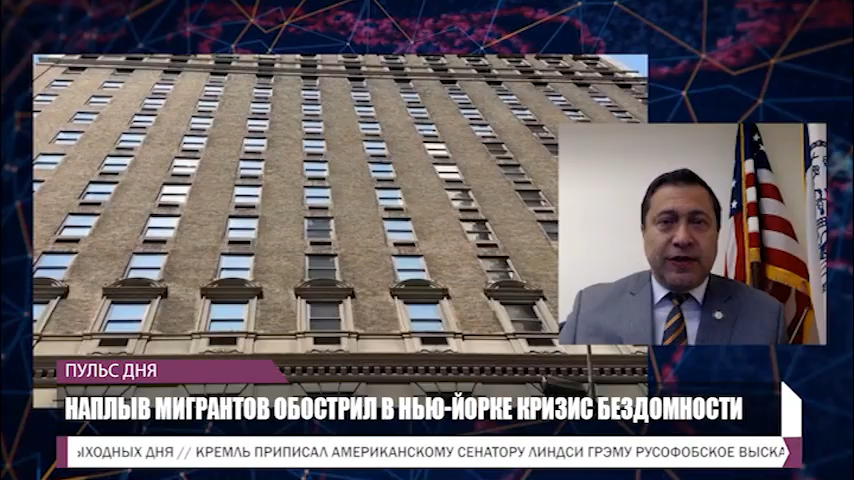 ПУЛЬС ДНЯ
НАПЛЫВ МИГРАНТОВ ОБОСТРИЛ В НЬЮ-ЙОРКЕ КРИЗИС БЕЗДОМНОСТИ
ЫХОДНЫХ ДНЯ // КРЕМЛЬ ПРИПИСАЛ АМЕРИКАНСКОМУ СЕНАТОРУ ЛИНДСИ ГРЭМУ РУСОФОБСКОЕ ВЫСКА